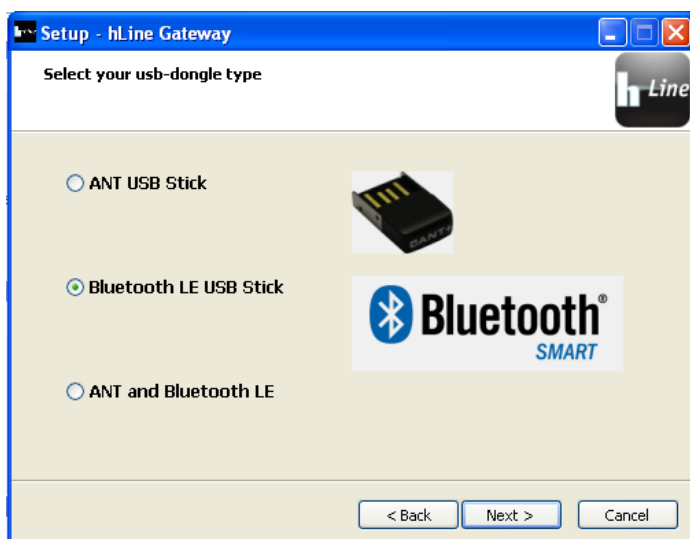 Setup - hLine Gateway
Select your usb-dongle type
h Line
ANT USB Stick
ANT+
Bluetooth LE USB Stick
Bluetooth®
SMART
ANT and Bluetooth LE
< Back
Next >
Cancel